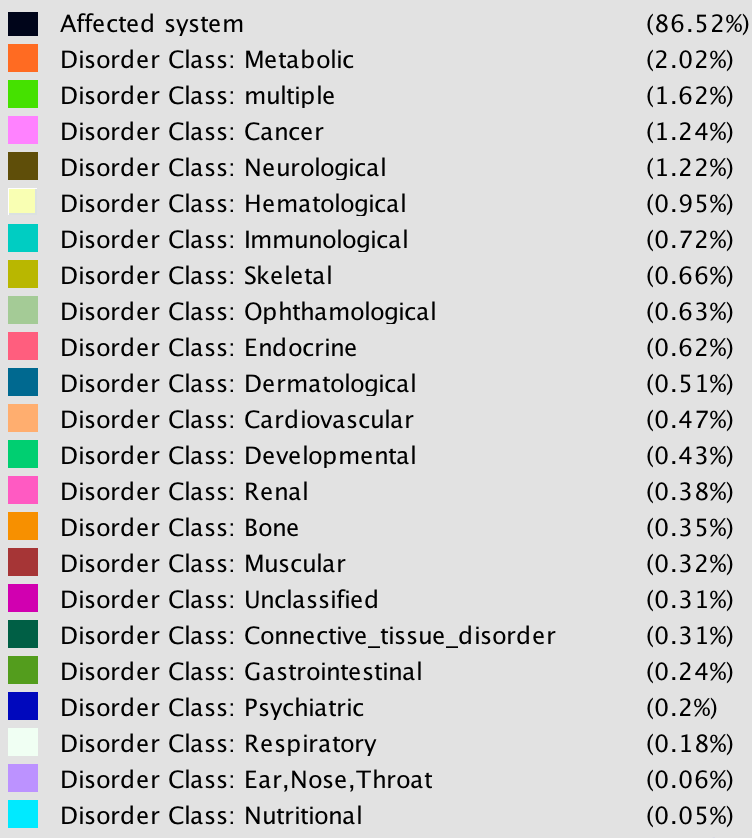 Affected system (86.52%)
Disorder Class: Metabolic (2.02%)
Disorder Class: multiple (1.62%)
Disorder Class: Cancer (1.24%)
Disorder Class: Neurological (1.22%)
Disorder Class: Hematological (0.95%)
Disorder Class: Immunological (0.72%)
Disorder Class: Skeletal (0.66%)
Disorder Class: Ophthamological (0.63%)
Disorder Class: Endocrine (0.62%)
Disorder Class: Dermatological (0.51%)
Disorder Class: Cardiovascular (0.47%)
Disorder Class: Developmental (0.43%)
Disorder Class: Renal (0.38%)
Disorder Class: Bone (0.35%)
Disorder Class: Muscular (0.32%)
Disorder Class: Unclassified (0.31%)
Disorder Class: Connective_tissue_disorder (0.31%)
Disorder Class: Gastrointestinal (0.24%)
Disorder Class: Psychiatric (0.2%)
Disorder Class: Respiratory (0.18%)
Disorder Class: Ear,Nose,Throat (0.06%)
Disorder Class: Nutritional (0.05%)